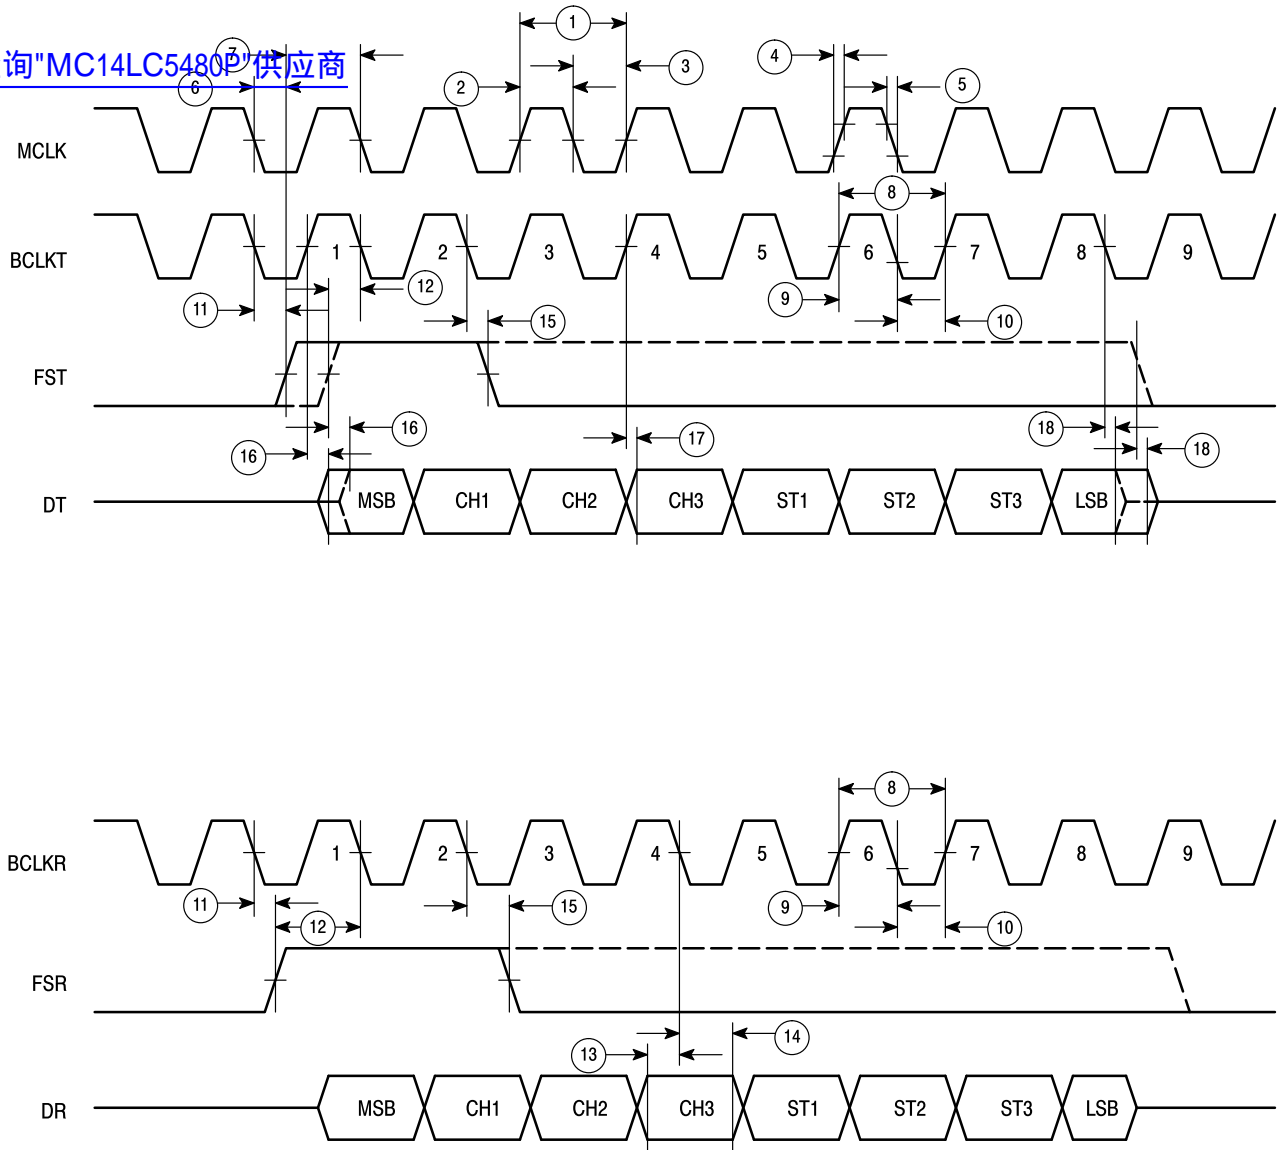 1
询"MC14LC5480P"供应商
7
3
4
2
5
6
MCLK
8
BCLKT
1 2 3 4 5 6 7 8 9
12
11
9
15
10
FST
16
17
18
16
18
DT
MSB CH1 CH2 CH3 ST1 ST2 ST3 LSB
8
BCLKR
1 2 3 4 5 6 7 8 9
11
15
9
12
10
FSR
14
13
DR
MSB CH1 CH2 CH3 ST1 ST2 ST3 LSB